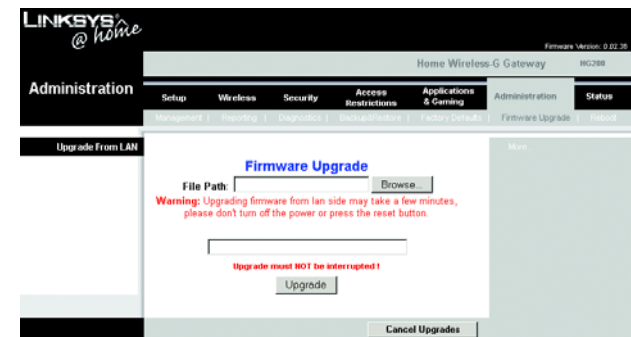 LINKSYS
@ home
Firmware Version: 0.02.36
Home Wireless-G Gateway HG200
Administration
Setup Wireless Security Access Restrictions Applications & Gaming Administration Status
Management | Reporting | Diagnostics | Backup/Restore | Factory Defaults | Firmware Upgrade | Reboot
Upgrade From LAN
More...
Firmware Upgrade
File Path: Browse...
Warning: Upgrading firmware from lan side may take a few minutes,
please don't turn off the power or press the reset button.
Upgrade must NOT be interrupted !
Upgrade
Cancel Upgrades